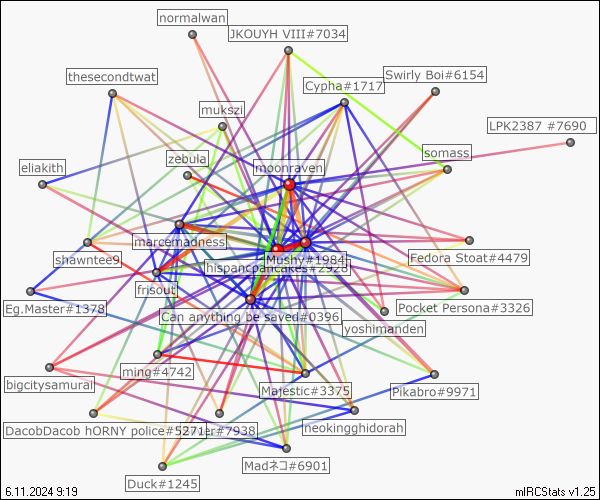 normalwan
JKOUYH VIII#7034
thesecondtwat
Cypha#1717
Swirly Boi#6154
mukszi
LPK2387 #7690
zebula
somass
eliakith
moonraven
marcemadness
shawntee9
Mushy#1984
Fedora Stoat#4479
hispancpancakes#2928
frisout
Eg.Master#1378
Can anything be saved#0396
Pocket Persona#3326
yoshimanden
ming#4742
bigcitysamurai
Majestic#3375
Pikabro#9971
DacobDacob hORNY police#5271
ier#7938
neokingghidorah
Madネコ#6901
Duck#1245
6.11.2024 9:19
mIRCStats v1.25